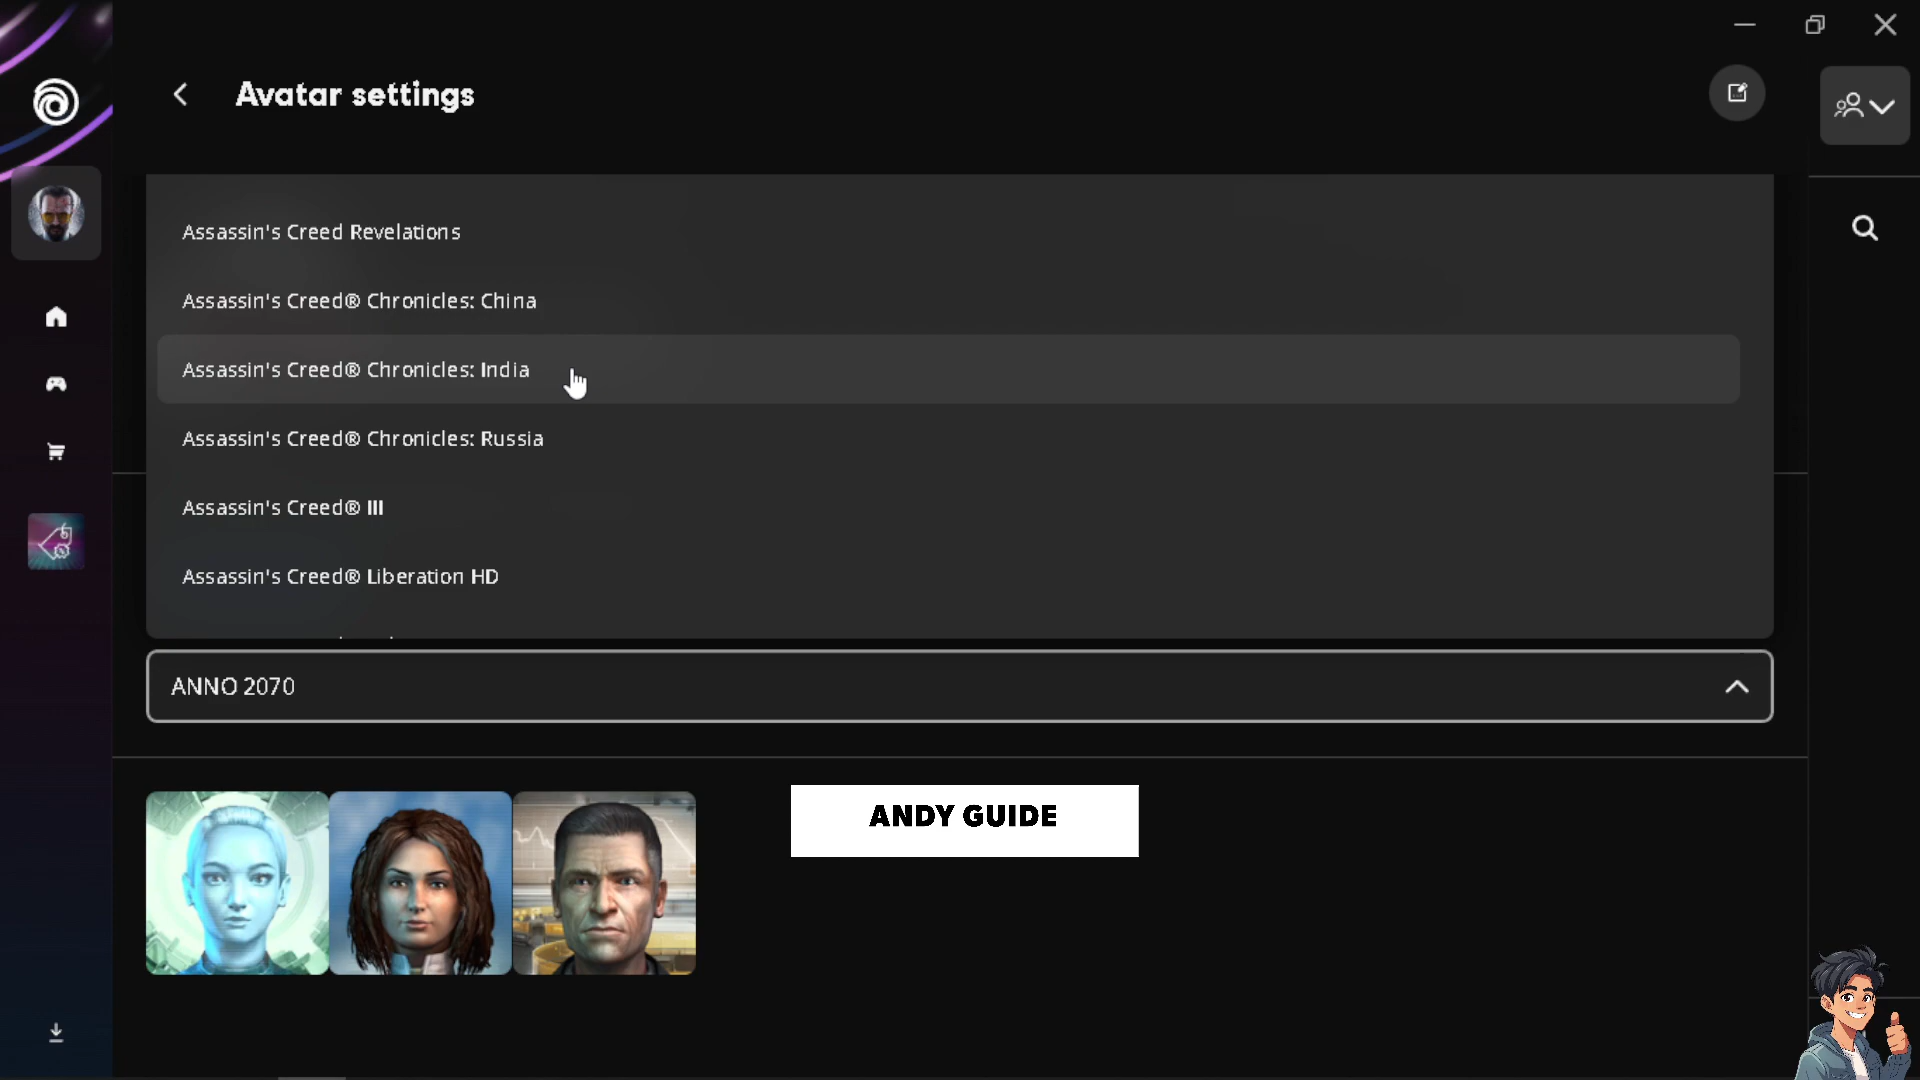 Avatar settings
Assassin's Creed Revelations
Assassin's Creed® Chronicles: China
Assassin's Creed® Chronicles: India
Assassin's Creed® Chronicles: Russia
Assassin's Creed® III
Assassin's Creed® Liberation HD
ANNO 2070
ANDY GUIDE